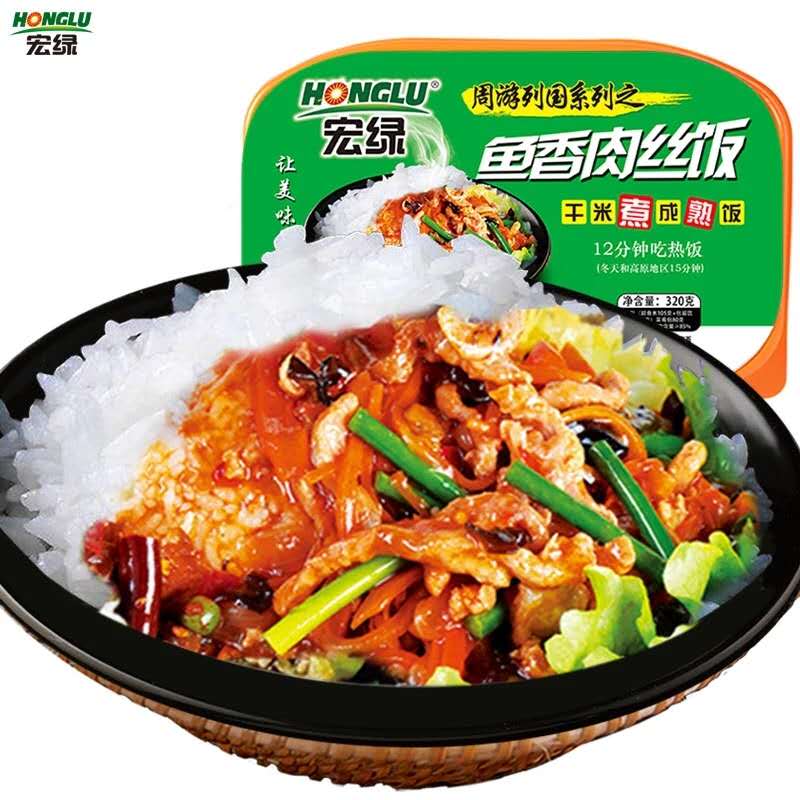 HONGLU
宏绿
HONGLU®
宏绿
周游列国系列之
鱼香肉丝饭
让美味
干米煮成熟饭
12分钟吃热饭
(冬天和高原地区15分钟)
净含量：320克